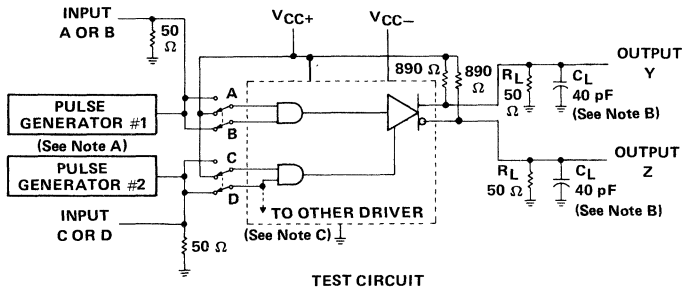 INPUT
A OR B
50
Ω
VCC+
VCC−
890 Ω
890
Ω
RL
50
Ω
CL
40 pF
(See Note B)
OUTPUT
Y
PULSE
GENERATOR #1
(See Note A)
A
B
PULSE
GENERATOR #2
C
D
INPUT
C OR D
50 Ω
TO OTHER DRIVER
(See Note C)
RL
50 Ω
CL
40 pF
(See Note B)
OUTPUT
Z
TEST CIRCUIT